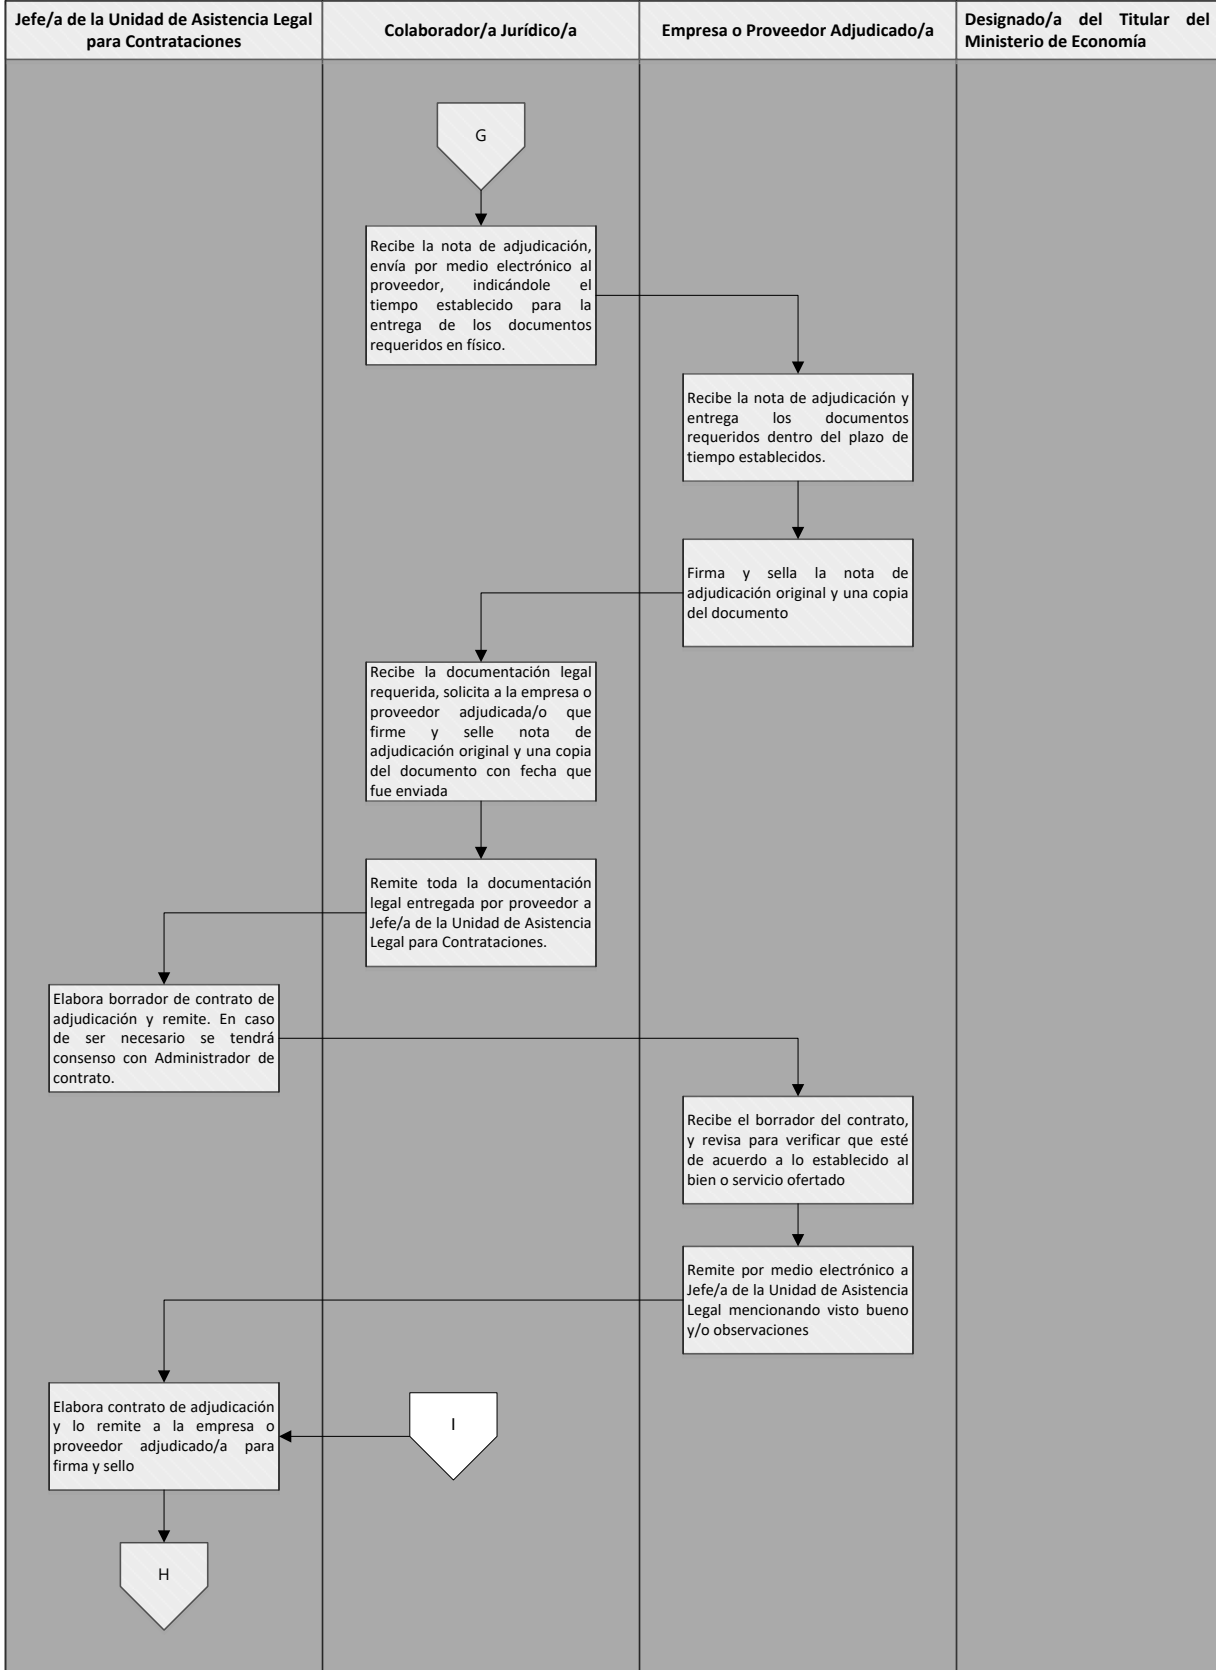 Jefe/a de la Unidad de Asistencia Legal
para Contrataciones
Colaborador/a Jurídico/a
Empresa o Proveedor Adjudicado/a
Designado/a del Titular del
Ministerio de Economía
G
Recibe la nota de adjudicación,
envía por medio electrónico al
proveedor, indicándole el
tiempo establecido para la
entrega de los documentos
requeridos en físico.
Recibe la nota de adjudicación y
entrega los documentos
requeridos dentro del plazo de
tiempo establecidos.
Firma y sella la nota de
adjudicación original y una copia
del documento
Recibe la documentación legal
requerida, solicita a la empresa o
proveedor adjudicada/o que
firme y selle nota de
adjudicación original y una copia
del documento con fecha que
fue enviada
Remite toda la documentación
legal entregada por proveedor a
Jefe/a de la Unidad de Asistencia
Legal para Contrataciones.
Elabora borrador de contrato de
adjudicación y remite. En caso
de ser necesario se tendrá
consenso con Administrador de
contrato.
Recibe el borrador del contrato,
y revisa para verificar que esté
de acuerdo a lo establecido al
bien o servicio ofertado
Remite por medio electrónico a
Jefe/a de la Unidad de Asistencia
Legal mencionando visto bueno
y/o observaciones
Elabora contrato de adjudicación
y lo remite a la empresa o
proveedor adjudicado/a para
firma y sello
I
H